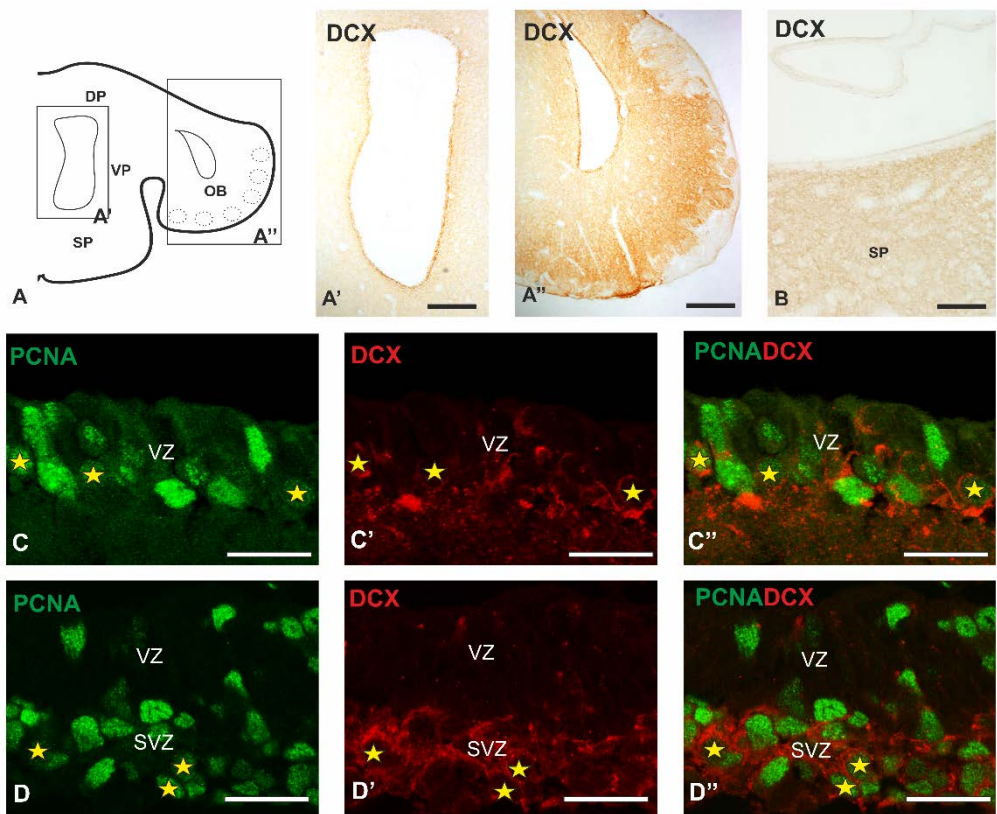 DCX
DCX
DCX
DP
VP
OB
A'
A''
SP
A
A'
A''
SP
B
PCNA
DCX
PCNADCX
VZ
VZ
VZ
C
C'
C''
PCNA
DCX
PCNADCX
VZ
VZ
VZ
SVZ
SVZ
SVZ
D
D'
D''